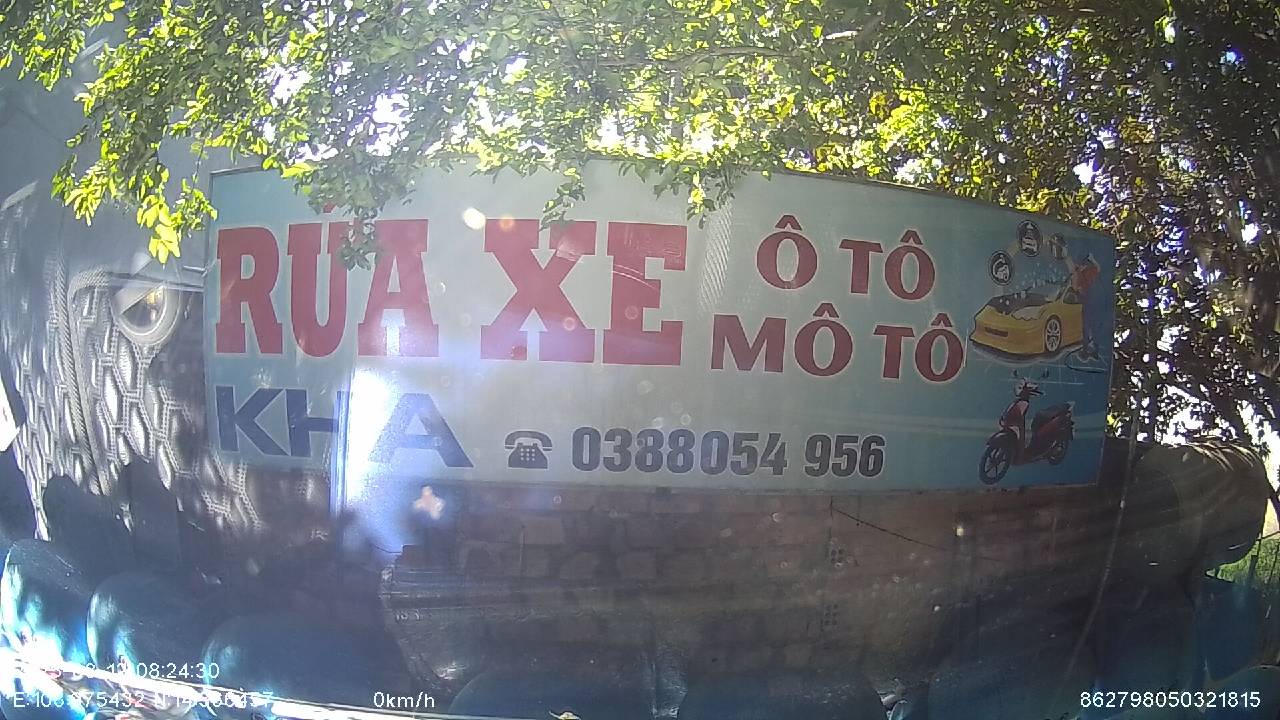 RỬA XE
Ô TÔ
MÔ TÔ
KHA
0388054 956
08:24:30
0km/h
862798050321815